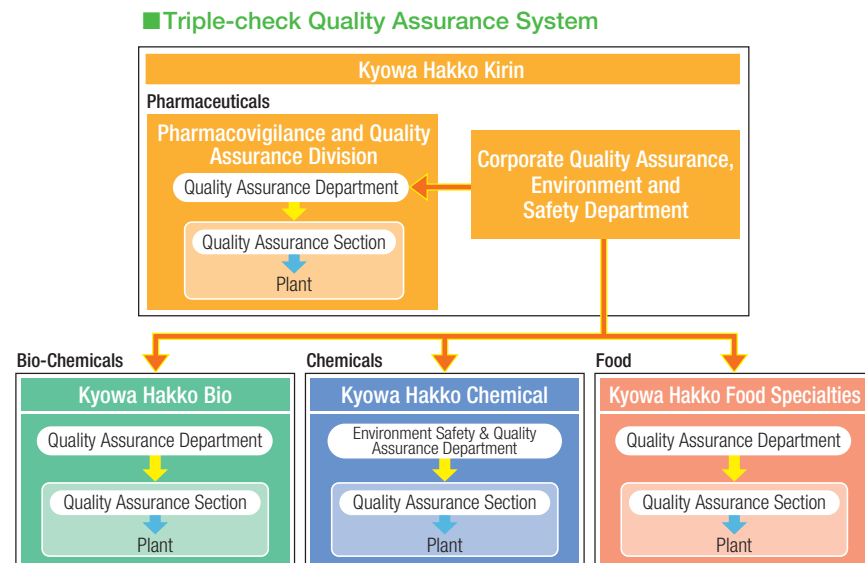 ■Triple-check Quality Assurance System
Kyowa Hakko Kirin
Pharmaceuticals
Pharmacovigilance and Quality
Assurance Division
Quality Assurance Department
Quality Assurance Section
Plant
Corporate Quality Assurance,
Environment and
Safety Department
Bio-Chemicals
Kyowa Hakko Bio
Quality Assurance Department
Quality Assurance Section
Plant
Chemicals
Kyowa Hakko Chemical
Environment Safety & Quality
Assurance Department
Quality Assurance Section
Plant
Food
Kyowa Hakko Food Specialties
Quality Assurance Department
Quality Assurance Section
Plant